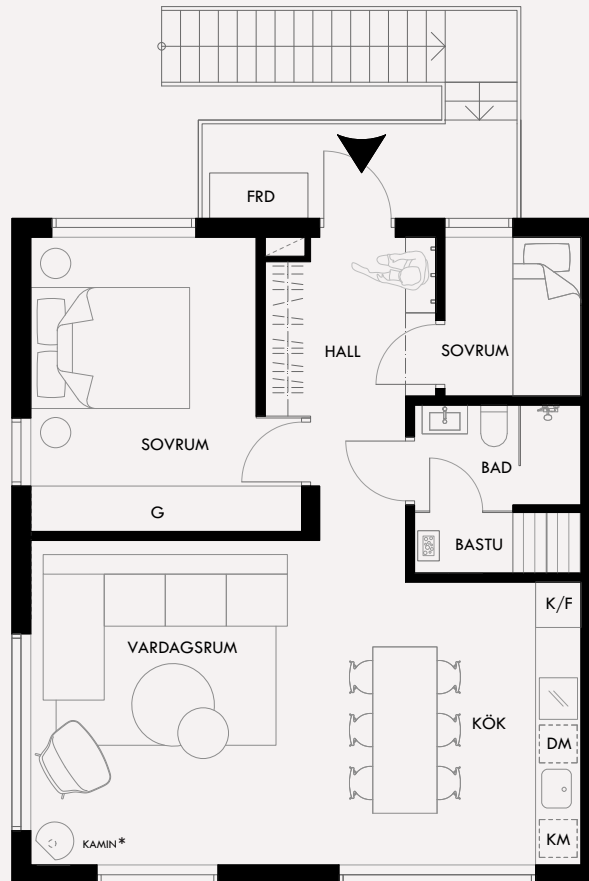 FRD
HALL
SOVRUM
SOVRUM
BAD
G
BASTU
K/F
VARDAGSRUM
KÖK
DM
KM
KAMIN*